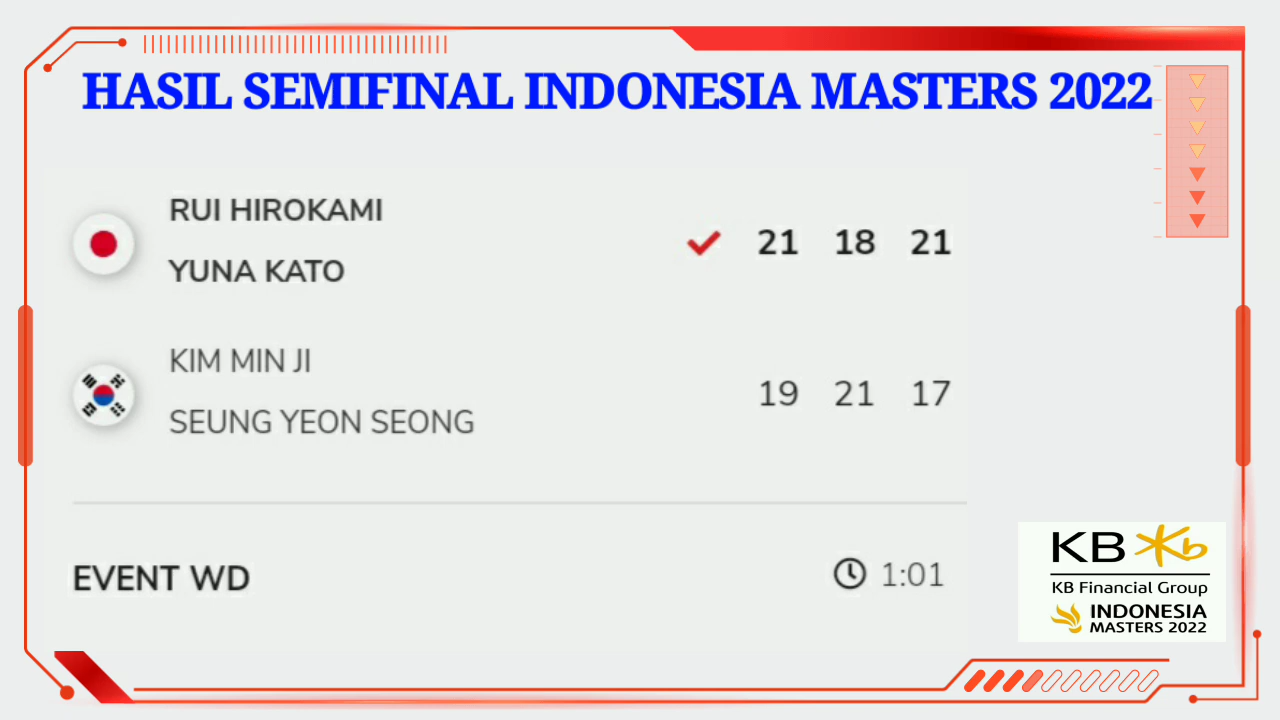 HASIL SEMIFINAL INDONESIA MASTERS 2022
RUI HIROKAMI
YUNA KATO
21 18 21
KIM MIN JI
SEUNG YEON SEONG
19 21 17
EVENT WD
1:01
KB Kb
KB Financial Group
INDONESIA
MASTERS 2022